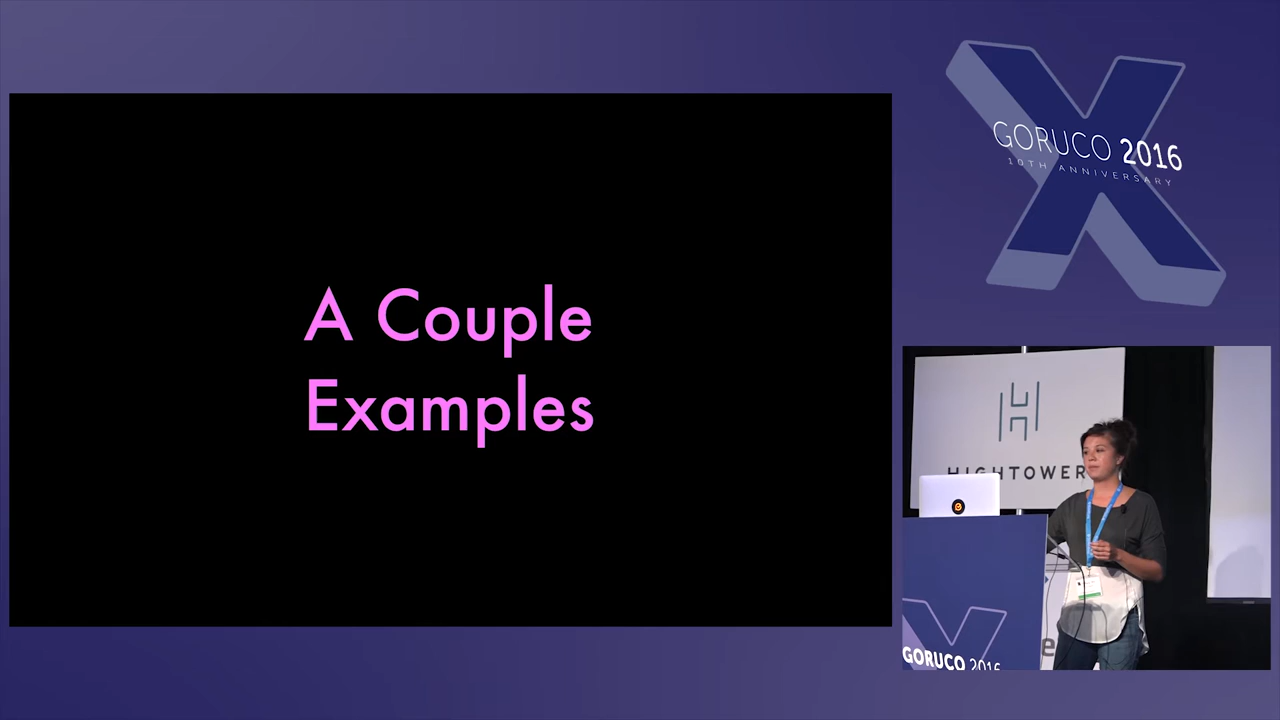 A Couple
Examples
GORUCO 2016
10TH ANNIVERSARY
HIGHTOWER
GORUCO 2016